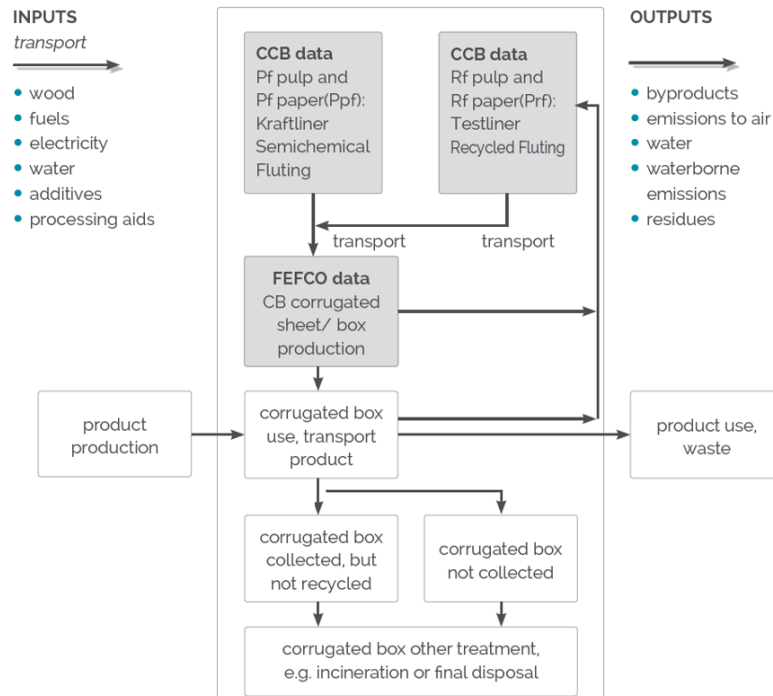 INPUTS
transport
wood
fuels
electricity
water
additives
processing aids
CCB data
Pf pulp and
Pf paper(Ppf):
Kraftliner
Semichemical
Fluting
CCB data
Rf pulp and
Rf paper(Prf):
Testliner
Recycled Fluting
OUTPUTS
byproducts
emissions to air
water
waterborne
emissions
residues
transport
transport
FEFCO data
CB corrugated
sheet/ box
production
product
production
corrugated box
use, transport
product
product use,
waste
corrugated box
collected, but
not recycled
corrugated box
not collected
corrugated box other treatment,
e.g. incineration or final disposal